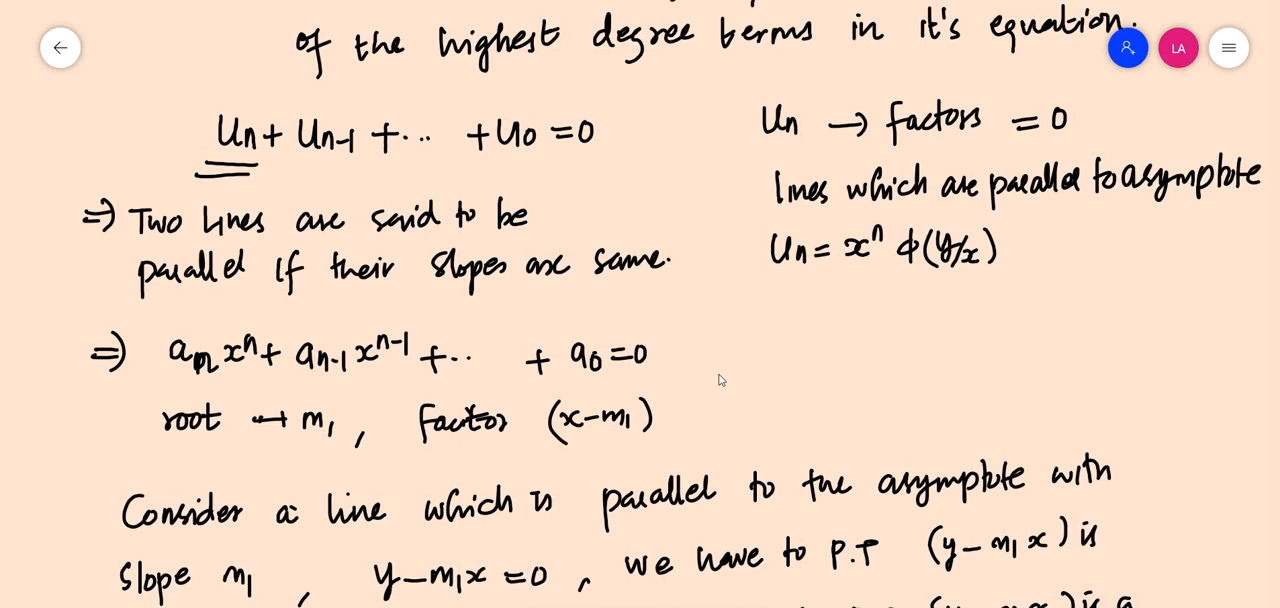 of the highest degree terms in it's equation.
LA
Un + Un-1 + ... + U0 = 0
Un → factors = 0
lines which are parallel to asymptote
Un = x^n ϕ(y/x)
⇒ Two lines are said to be
parallel if their slopes are same.
⇒ an x^n + an-1 x^n-1 + .. + a0 = 0
root → m1, Factor (x-m1)
Consider a line which is parallel to the asymptote with
slope m1, y-m1x = 0, we have to P.T (y-m1x) is
is a